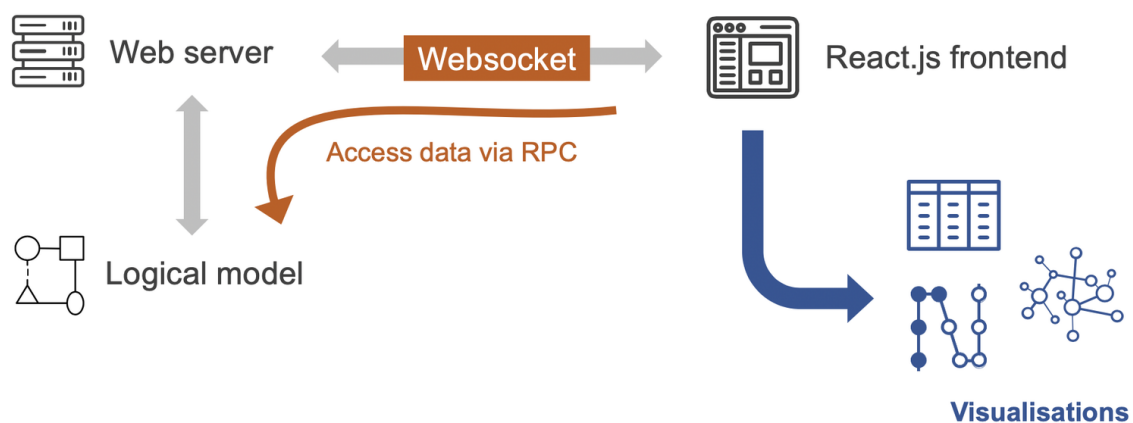 Web server
Websocket
React.js frontend
Access data via RPC
Logical model
Visualisations